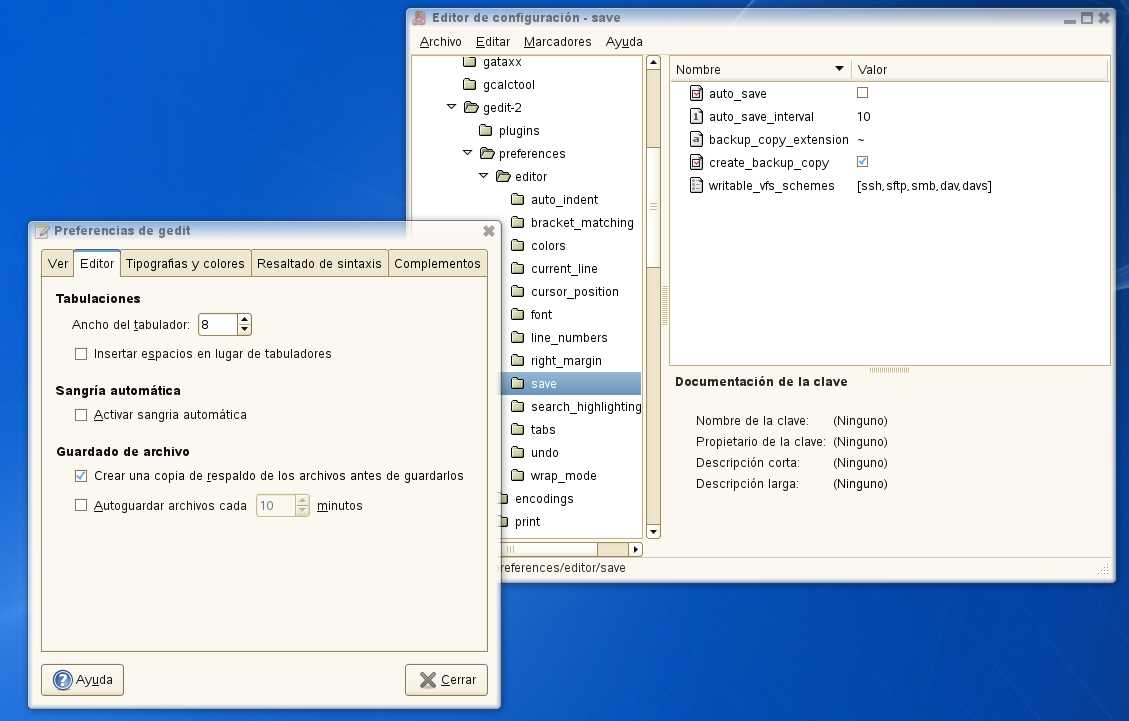 Editor de configuración - save
Archivo Editar Marcadores Ayuda
gataxx
gcalctool
gedit-2
plugins
preferences
editor
auto_indent
bracket_matching
colors
current_line
cursor_position
font
line_numbers
right_margin
save
search_highlighting
tabs
undo
wrap_mode
encodings
print
references/editor/save
Nombre Valor
auto_save
auto_save_interval 10
backup_copy_extension ~
create_backup_copy
writable_vfs_schemes [ssh,sftp,smb,dav,davs]
Documentación de la clave
Nombre de la clave: (Ninguno)
Propietario de la clave: (Ninguno)
Descripción corta: (Ninguno)
Descripción larga: (Ninguno)
Preferencias de gedit
Ver Editor Tipografías y colores Resaltado de sintaxis Complementos
Tabulaciones
Ancho del tabulador: 8
Insertar espacios en lugar de tabuladores
Sangría automática
Activar sangria automática
Guardado de archivo
Crear una copia de respaldo de los archivos antes de guardarlos
Autoguardar archivos cada 10 minutos
Ayuda Cerrar